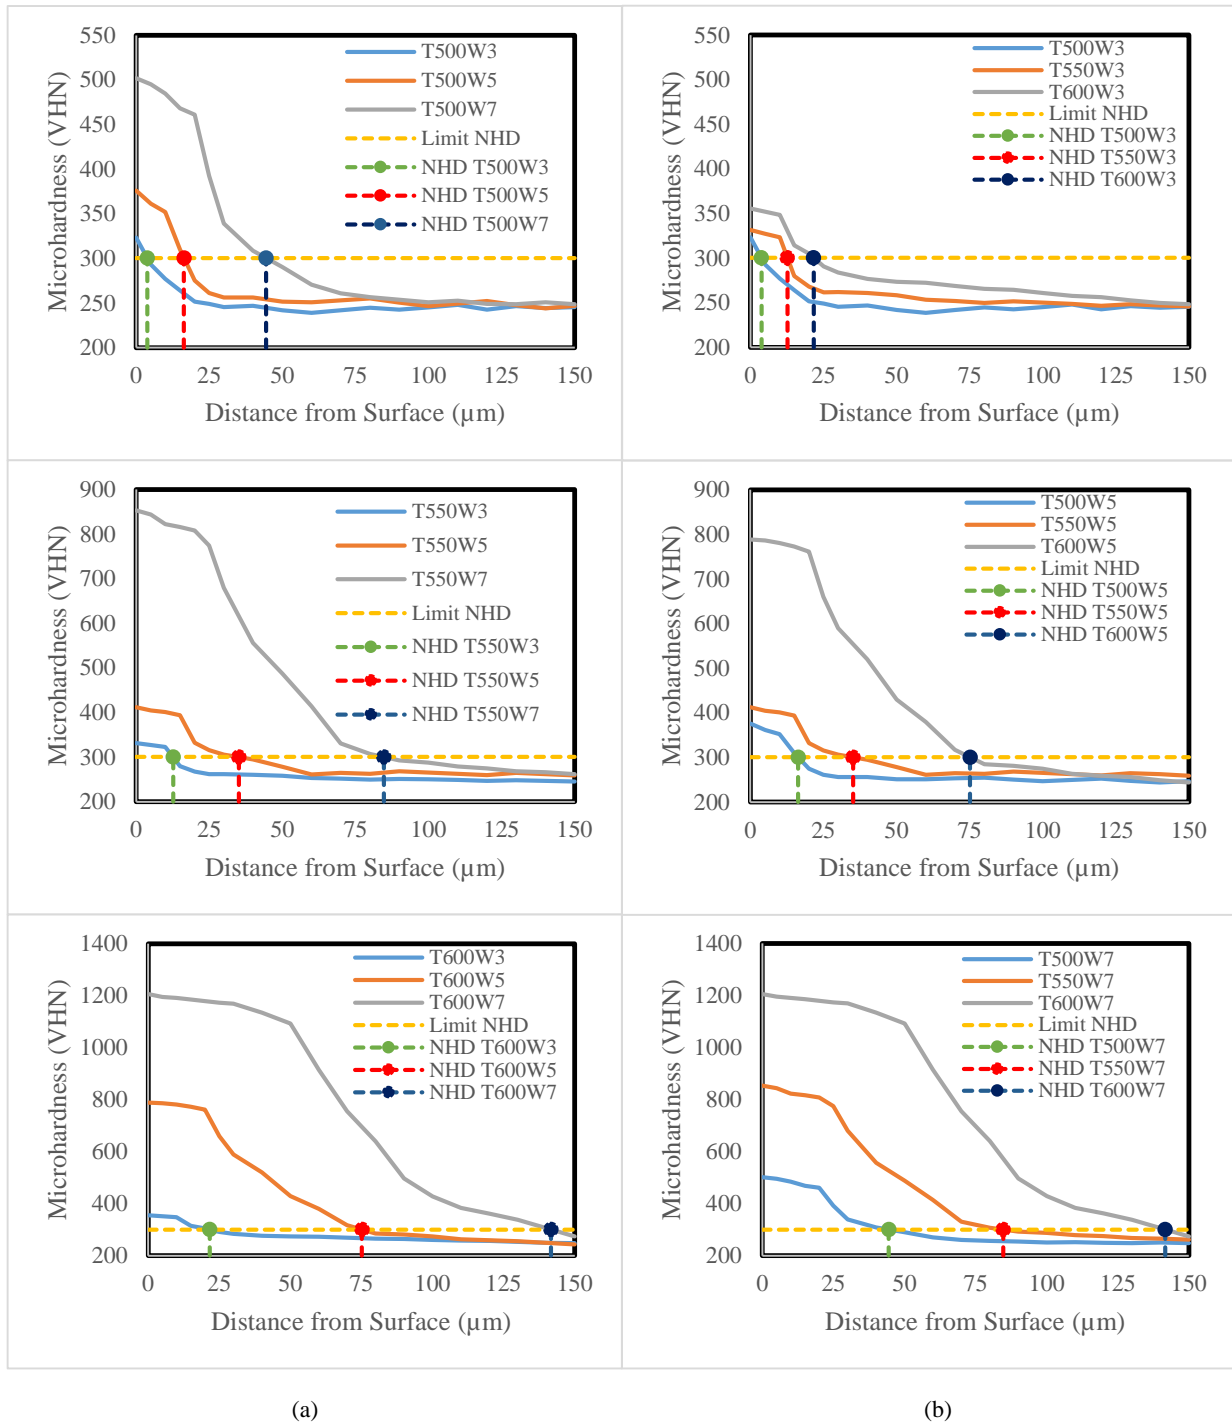 550
500
450
400
350
300
250
200
Microhardness (VHN)
T500W3
T500W5
T500W7
Limit NHD
NHD T500W3
NHD T500W5
NHD T500W7
0 25 50 75 100 125 150
Distance from Surface (µm)
550
500
450
400
350
300
250
200
Microhardness (VHN)
T500W3
T550W3
T600W3
Limit NHD
NHD T500W3
NHD T550W3
NHD T600W3
0 25 50 75 100 125 150
Distance from Surface (µm)
900
800
700
600
500
400
300
200
Microhardness (VHN)
T550W3
T550W5
T550W7
Limit NHD
NHD T550W3
NHD T550W5
NHD T550W7
0 25 50 75 100 125 150
Distance from Surface (µm)
900
800
700
600
500
400
300
200
Microhardness (VHN)
T500W5
T550W5
T600W5
Limit NHD
NHD T500W5
NHD T550W5
NHD T600W5
0 25 50 75 100 125 150
Distance from Surface (µm)
1400
1200
1000
800
600
400
200
Microhardness (VHN)
T600W3
T600W5
T600W7
Limit NHD
NHD T600W3
NHD T600W5
NHD T600W7
0 25 50 75 100 125 150
Distance from Surface (µm)
1400
1200
1000
800
600
400
200
Microhardness (VHN)
T500W7
T550W7
T600W7
Limit NHD
NHD T500W7
NHD T550W7
NHD T600W7
0 25 50 75 100 125 150
Distance from Surface (µm)
(a)
(b)